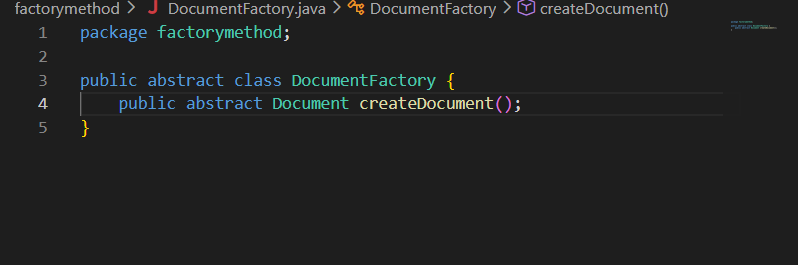 factorymethod > DocumentFactory.java > DocumentFactory > createDocument()
1 package factorymethod;
2
3 public abstract class DocumentFactory {
4 public abstract Document createDocument();
5 }